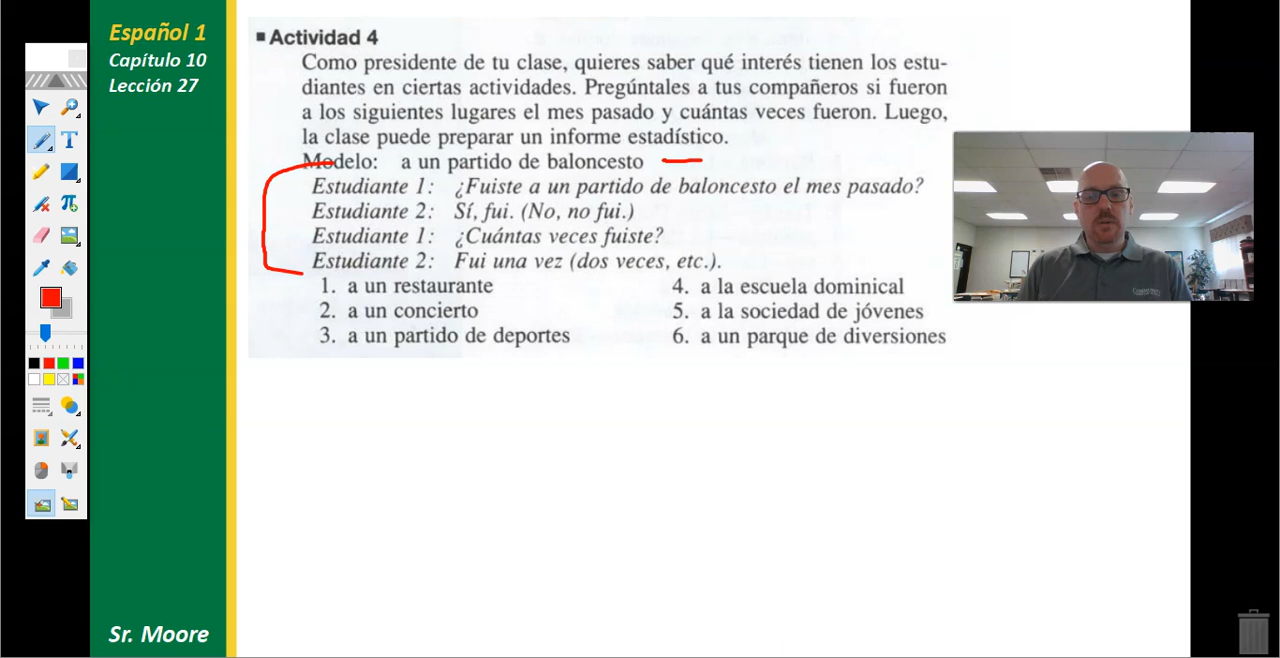 Español 1
Capítulo 10
Lección 27
Actividad 4
Como presidente de tu clase, quieres saber qué interés tienen los estu-
diantes en ciertas actividades. Pregúntales a tus compañeros si fueron
a los siguientes lugares el mes pasado y cuántas veces fueron. Luego,
la clase puede preparar un informe estadístico.
Modelo: a un partido de baloncesto
Estudiante 1: ¿Fuiste a un partido de baloncesto el mes pasado?
Estudiante 2: Sí, fui. (No, no fui.)
Estudiante 1: ¿Cuántas veces fuiste?
Estudiante 2: Fui una vez (dos veces, etc.).
1. a un restaurante
2. a un concierto
3. a un partido de deportes
4. a la escuela dominical
5. a la sociedad de jóvenes
6. a un parque de diversiones
Sr. Moore